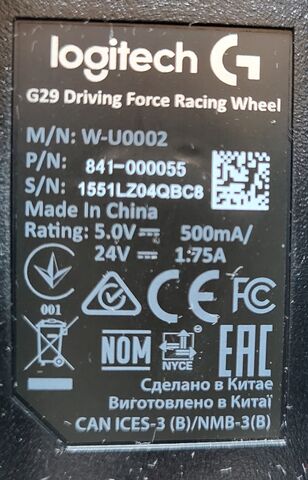 logitech G
G29 Driving Force Racing Wheel
M/N: W-U0002
P/N: 841-000055
S/N: 1551LZ04QBC8
Made In China
Rating: 5.0V⎓ 500mA/
24V⎓ 1.75A
CE FC
001
NOM NYCE EAC
Сделано в Китае
Виготовлено в Китаї
CAN ICES-3 (B)/NMB-3(B)